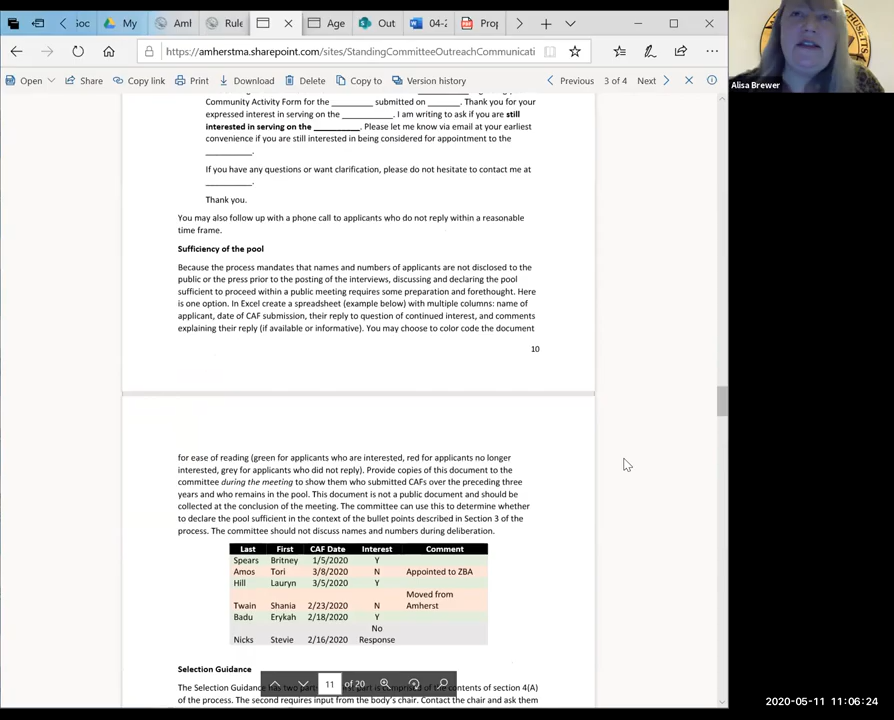 ioc
My
Aml
Rule
Age
Out
04-2
Prop
https://amherstma.sharepoint.com/sites/StandingCommitteeOutreachCommunicati
Open
Share
Copy link
Print
Download
Delete
Copy to
Version history
Previous
3 of 4
Next
Alisa Brewer
Community Activity Form for the __________ submitted on ________. Thank you for your
expressed interest in serving on the __________. I am writing to ask if you are still
interested in serving on the __________. Please let me know via email at your earliest
convenience if you are still interested in being considered for appointment to the
__________.
If you have any questions or want clarification, please do not hesitate to contact me at
__________.
Thank you.
You may also follow up with a phone call to applicants who do not reply within a reasonable
time frame.
Sufficiency of the pool
Because the process mandates that names and numbers of applicants are not disclosed to the
public or the press prior to the posting of the interviews, discussing and declaring the pool
sufficient to proceed within a public meeting requires some preparation and forethought. Here
is one option. In Excel create a spreadsheet (example below) with multiple columns: name of
applicant, date of CAF submission, their reply to question of continued interest, and comments
explaining their reply (if available or informative). You may choose to color code the document
10
for ease of reading (green for applicants who are interested, red for applicants no longer
interested, grey for applicants who did not reply). Provide copies of this document to the
committee during the meeting to show them who submitted CAFs over the preceding three
years and who remains in the pool. This document is not a public document and should be
collected at the conclusion of the meeting. The committee can use this to determine whether
to declare the pool sufficient in the context of the bullet points described in Section 3 of the
process. The committee should not discuss names and numbers during deliberation.
Last First CAF Date Interest Comment
Spears Britney 1/5/2020 Y
Amos Tori 3/8/2020 N Appointed to ZBA
Hill Lauryn 3/5/2020 Y
Moved from
Twain Shania 2/23/2020 N Amherst
Badu Erykah 2/18/2020 Y
No
Nicks Stevie 2/16/2020 Response
Selection Guidance
11 of 20
The Selection Guidance has two part part is comprised of the contents of section 4(A)
of the process. The second requires input from the body's chair. Contact the chair and ask them
2020-05-11 11:06:24